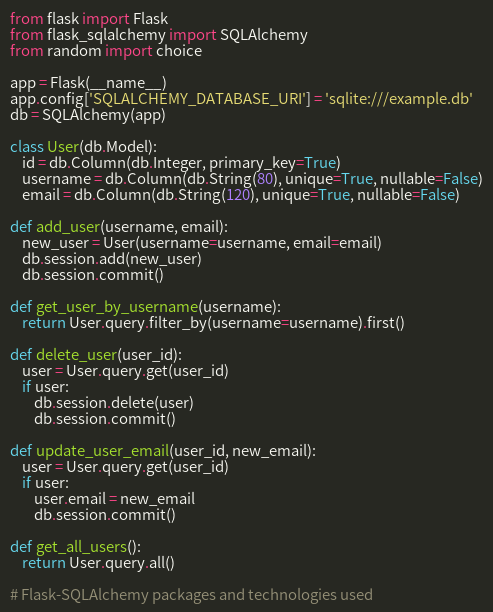 from flask import Flask
from flask_sqlalchemy import SQLAlchemy
from random import choice
app = Flask(__name__)
app.config['SQLALCHEMY_DATABASE_URI'] = 'sqlite:///example.db'
db = SQLAlchemy(app)
class User(db.Model):
    id = db.Column(db.Integer, primary_key=True)
    username = db.Column(db.String(80), unique=True, nullable=False)
    email = db.Column(db.String(120), unique=True, nullable=False)
def add_user(username, email):
    new_user = User(username=username, email=email)
    db.session.add(new_user)
    db.session.commit()
def get_user_by_username(username):
    return User.query.filter_by(username=username).first()
def delete_user(user_id):
    user = User.query.get(user_id)
    if user:
        db.session.delete(user)
        db.session.commit()
def update_user_email(user_id, new_email):
    user = User.query.get(user_id)
    if user:
        user.email = new_email
        db.session.commit()
def get_all_users():
    return User.query.all()
# Flask-SQLAlchemy packages and technologies used